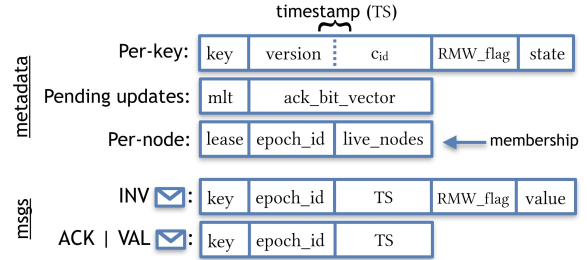 timestamp (TS)
metadata
Per-key: key version c_id RMW_flag state
Pending updates: mlt ack_bit_vector
Per-node: lease epoch_id live_nodes membership
msgs
INV : key epoch_id TS RMW_flag value
ACK | VAL : key epoch_id TS